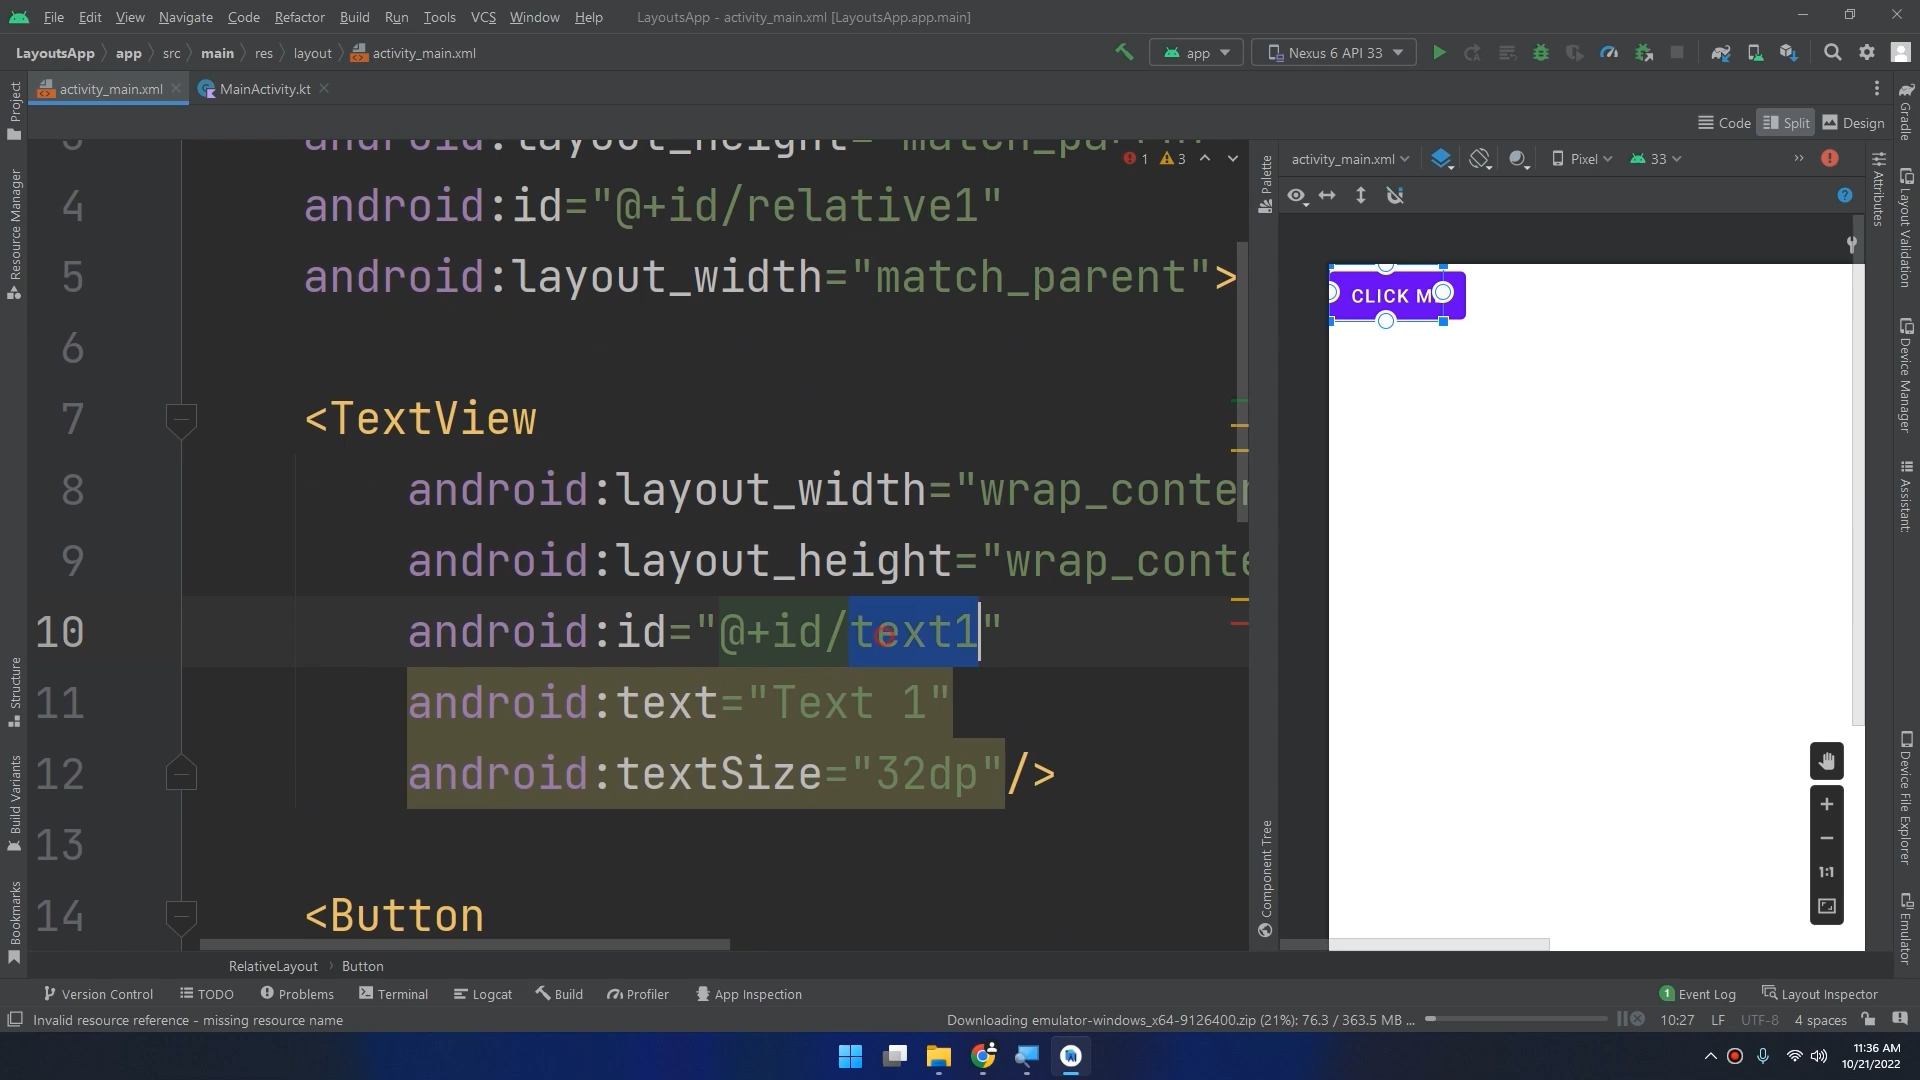 File Edit View Navigate Code Refactor Build Run Tools VCS Window Help LayoutsApp - activity_main.xml [LayoutsApp.app.main]
LayoutsApp app src main res layout activity_main.xml app Nexus 6 API 33
activity_main.xml MainActivity.kt
Code Split Design
1 3
activity_main.xml Pixel 33
4 android:id="@+id/relative1"
5 android:layout_width="match_parent">
6
7 <TextView
8 android:layout_width="wrap_conten
9 android:layout_height="wrap_conte
10 android:id="@+id/text1"
11 android:text="Text 1"
12 android:textSize="32dp"/>
13
14 <Button
CLICK M
1:1
Project
Resource Manager
Structure
Build Variants
Bookmarks
Palette
Component Tree
Attributes
Gradle
Layout Validation
Device Manager
Assistant:
Device File Explorer
Emulator
RelativeLayout Button
Version Control TODO Problems Terminal Logcat Build Profiler App Inspection 1 Event Log Layout Inspector
Invalid resource reference - missing resource name Downloading emulator-windows_x64-9126400.zip (21%): 76.3 / 363.5 MB ... 10:27 LF UTF-8 4 spaces
11:36 AM
10/21/2022